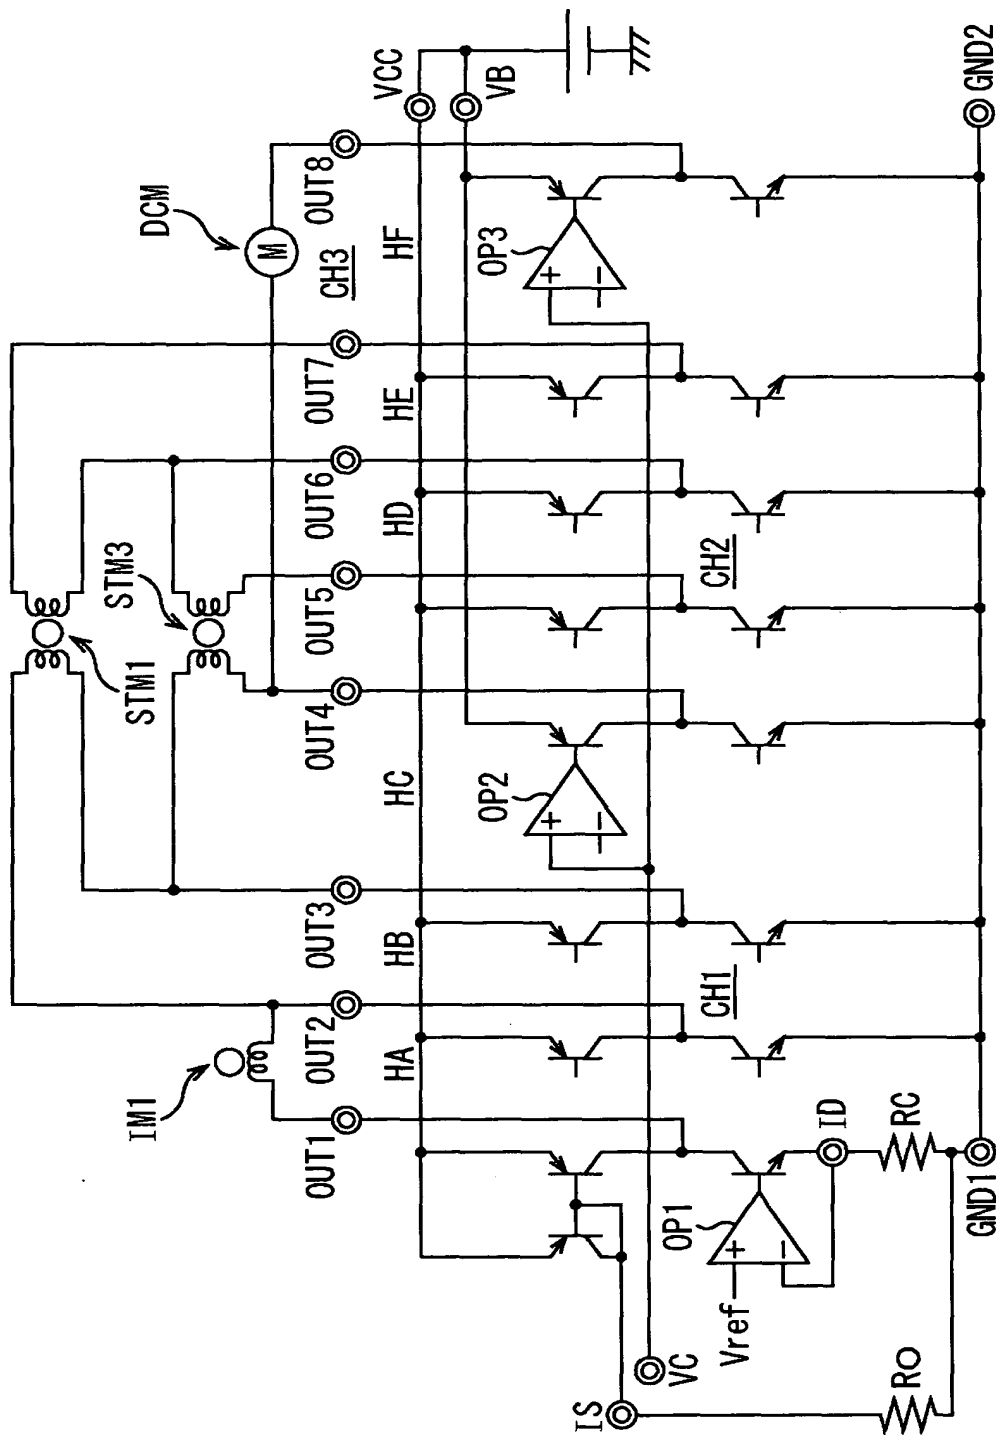 IM1
STM1
STM3
DCM
M
OUT1
OUT2
OUT3
OUT4
OUT5
OUT6
OUT7
CH3
OUT8
VCC
VB
HA
HB
HC
HD
HE
HF
OP2
+
−
OP3
+
−
CH1
CH2
IS
VC
Vref
OP1
+
−
ID
RO
RC
GND1
GND2